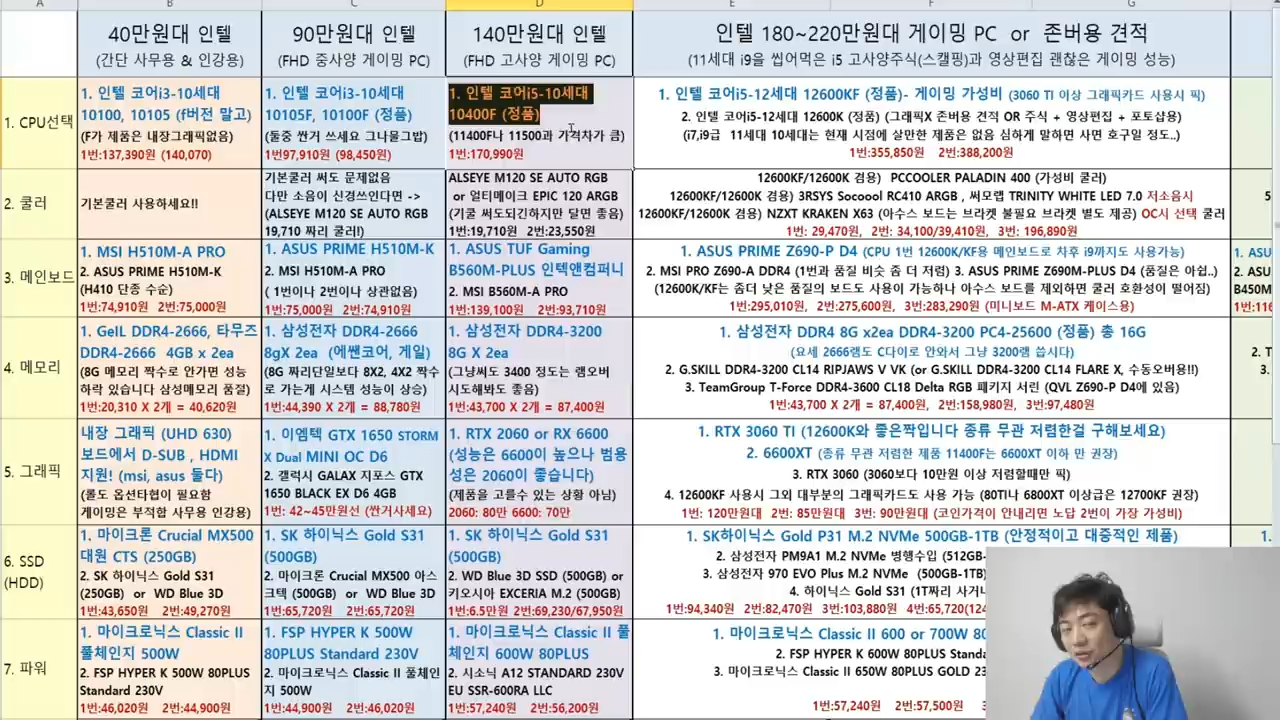 A B C D E F G
40만원대 인텔
(간단 사무용 & 인강용)
90만원대 인텔
(FHD 중사양 게이밍 PC)
140만원대 인텔
(FHD 고사양 게이밍 PC)
인텔 180~220만원대 게이밍 PC or 존버용 견적
(11세대 i9을 씹어먹은 i5 고사양주식(스캘핑)과 영상편집 괜찮은 게이밍 성능)
1. CPU선택
1. 인텔 코어i3-10세대
10100, 10105 (f버전 말고)
(F가 제품은 내장그래픽없음)
1번:137,390원 (140,070)
1. 인텔 코어i3-10세대
10105F, 10100F (정품)
(둘중 싼거 쓰세요 그나물그밥)
1번97,910원 (98,450원)
1. 인텔 코어i5-10세대
10400F (정품)
(11400F나 11500과 가격차가 큼)
1번:170,990원
1. 인텔 코어i5-12세대 12600KF (정품)- 게이밍 가성비 (3060 TI 이상 그래픽카드 사용시 픽)
2. 인텔 코어i5-12세대 12600K (정품) (그래픽X 존버용 견적 OR 주식 + 영상편집 + 포토샵용)
(i7,i9급 11세대 10세대는 현재 시점에 살만한 제품은 없음 심하게 말하면 사면 호구일 정도..)
1번:355,850원 2번:388,200원
2. 쿨러
기본쿨러 사용하세요!!
기본쿨러 써도 문제없음
다만 소음이 신경쓰인다면 ->
(ALSEYE M120 SE AUTO RGB
19,710 짜리 쿨러!)
ALSEYE M120 SE AUTO RGB
or 얼티메이크 EPIC 120 ARGB
(기쿨 써도되긴하지만 달면 좋음)
1번:19,710원 2번:23,550원
12600KF/12600K 겸용) PCCOOLER PALADIN 400 (가성비 쿨러)
12600KF/12600K 겸용) 3RSYS Socoool RC410 ARGB , 써모랩 TRINITY WHITE LED 7.0 저소음시
12600KF/12600K 겸용) NZXT KRAKEN X63 (아수스 보드는 브라켓 불필요 브라켓 별도 제공) OC시 선택 쿨러
1번: 29,470원, 2번: 34,100/39,410원, 3번: 196,890원
5
3. 메인보드
1. MSI H510M-A PRO
2. ASUS PRIME H510M-K
(H410 단종 수순)
1번:74,910원 2번:75,000원
1. ASUS PRIME H510M-K
2. MSI H510M-A PRO
( 1번이나 2번이나 상관없음)
1번:75,000원 2번:74,910원
1. ASUS TUF Gaming
B560M-PLUS 인텍앤컴퍼니
2. MSI B560M-A PRO
1번:139,100원 2번:93,710원
1. ASUS PRIME Z690-P D4 (CPU 1번 12600K/KF용 메인보드로 차후 i9까지도 사용가능)
2. MSI PRO Z690-A DDR4 (1번과 품질 비슷 좀 더 저렴) 3. ASUS PRIME Z690M-PLUS D4 (품질은 아쉽..)
(12600K/KF는 좀더 낮은 품질의 보드도 사용이 가능하나 아수스 보드를 제외하면 쿨러 호환성이 떨어짐)
1번:295,010원, 2번:275,600원, 3번:283,290원 (미니보드 M-ATX 케이스용)
1. ASU
2. ASU
B450M
1번:116
4. 메모리
1. GeIL DDR4-2666, 타무즈
DDR4-2666 4GB x 2ea
(8G 메모리 짝수로 안가면 성능
하락 있습니다 삼성메모리 품절)
1번:20,310 X 2개 = 40,620원
1. 삼성전자 DDR4-2666
8gX 2ea (에쎈코어, 게일)
(8G 짜리단일보다 8X2, 4X2 짝수
로 가는게 시스템 성능이 상승)
1번:44,390 X 2개 = 88,780원
1. 삼성전자 DDR4-3200
8G X 2ea
(그냥써도 3400 정도는 램오버
시도해봐도 좋음)
1번:43,700 X 2개 = 87,400원
1. 삼성전자 DDR4 8G x2ea DDR4-3200 PC4-25600 (정품) 총 16G
(요세 2666램도 C다이로 안와서 그냥 3200램 씁시다)
2. G.SKILL DDR4-3200 CL14 RIPJAWS V VK (or G.SKILL DDR4-3200 CL14 FLARE X, 수동오버용!!)
3. TeamGroup T-Force DDR4-3600 CL18 Delta RGB 패키지 서린 (QVL Z690-P D4에 있음)
1번:43,700 X 2개 = 87,400원, 2번:158,980원, 3번:97,480원
2. T
3.
5. 그래픽
내장 그래픽 (UHD 630)
보드에서 D-SUB , HDMI
지원! (msi, asus 둘다)
(롤도 옵션타협이 필요함
게이밍은 부적합 사무용 인강용)
1. 이엠텍 GTX 1650 STORM
X Dual MINI OC D6
2. 갤럭시 GALAX 지포스 GTX
1650 BLACK EX D6 4GB
1번: 42~45만원선 (싼거사세요)
1. RTX 2060 or RX 6600
(성능은 6600이 높으나 범용
성은 2060이 좋습니다)
(제품을 고를수 있는 상황 아님)
2060: 80만 6600: 70만
1. RTX 3060 TI (12600K와 좋은짝입니다 종류 무관 저렴한걸 구해보세요)
2. 6600XT (종류 무관 저렴한 제품 11400F는 6600XT 이하 만 권장)
3. RTX 3060 (3060보다 10만원 이상 저렴할때만 픽)
4. 12600KF 사용시 그외 대부분의 그래픽카드도 사용 가능 (80TI나 6800XT 이상급은 12700KF 권장)
1번: 120만원대 2번: 85만원대 3번: 90만원대 (코인가격이 안내리면 노답 2번이 가장 가성비)
6. SSD
(HDD)
1. 마이크론 Crucial MX500
대원 CTS (250GB)
2. SK 하이닉스 Gold S31
(250GB) or WD Blue 3D
1번:43,650원 2번:49,270원
1. SK 하이닉스 Gold S31
(500GB)
2. 마이크론 Crucial MX500 아스
크텍 (500GB) or WD Blue 3D
1번:65,720원 2번:65,720원
1. SK 하이닉스 Gold S31
(500GB)
2. WD Blue 3D SSD (500GB) or
키오시아 EXCERIA M.2 (500GB)
1번:6.5만원 2번:69,230/67,950원
1. SK하이닉스 Gold P31 M.2 NVMe 500GB-1TB (안정적이고 대중적인 제품)
2. 삼성전자 PM9A1 M.2 NVMe 병행수입 (512GB-
3. 삼성전자 970 EVO Plus M.2 NVMe (500GB-1TB)
4. 하이닉스 Gold S31 (1T짜리 사거나
1번:94,340원 2번:82,470원 3번:103,880원 4번:65,720(124
1.
7. 파워
1. 마이크로닉스 Classic II
풀체인지 500W
2. FSP HYPER K 500W 80PLUS
Standard 230V
1번:46,020원 2번:44,900원
1. FSP HYPER K 500W
80PLUS Standard 230V
2. 마이크로닉스 Classic II 풀체인
지 500W
1번:44,900원 2번:46,020원
1. 마이크로닉스 Classic II 풀
체인지 600W 80PLUS
2. 시소닉 A12 STANDARD 230V
EU SSR-600RA LLC
1번:57,240원 2번:56,200원
1. 마이크로닉스 Classic II 600 or 700W 80
2. FSP HYPER K 600W 80PL
3. 마이크로닉스 Classic II 650W 80PLUS GOLD 23
1번:57,240원 2번:57,500원 3